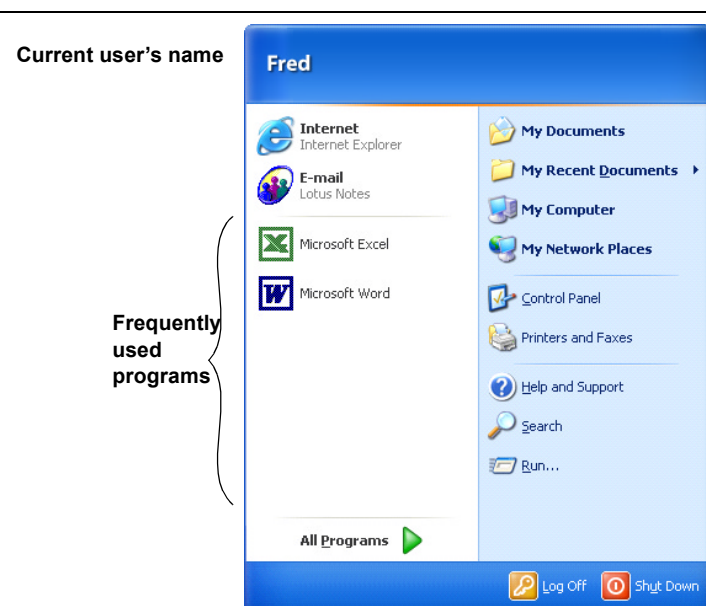 Current user's name
Fred
Internet
Internet Explorer
E-mail
Lotus Notes
Microsoft Excel
Microsoft Word
Frequently
used
programs
All Programs
My Documents
My Recent Documents
My Computer
My Network Places
Control Panel
Printers and Faxes
Help and Support
Search
Run...
Log Off
Shut Down